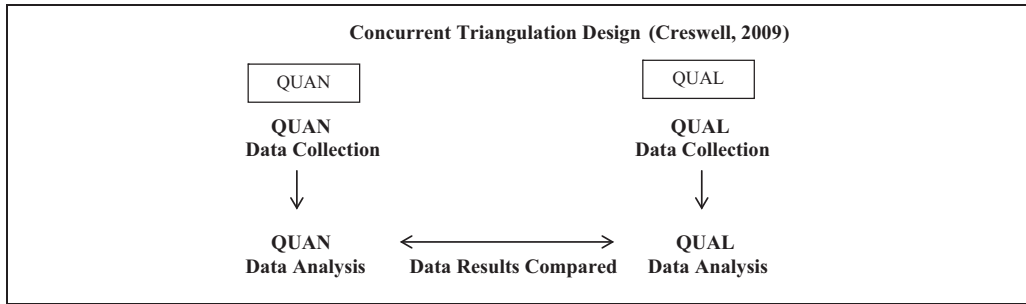 Concurrent Triangulation Design (Creswell, 2009)
QUAN QUAL
QUAN QUAL
Data Collection Data Collection
QUAN QUAL
Data Analysis Data Results Compared Data Analysis